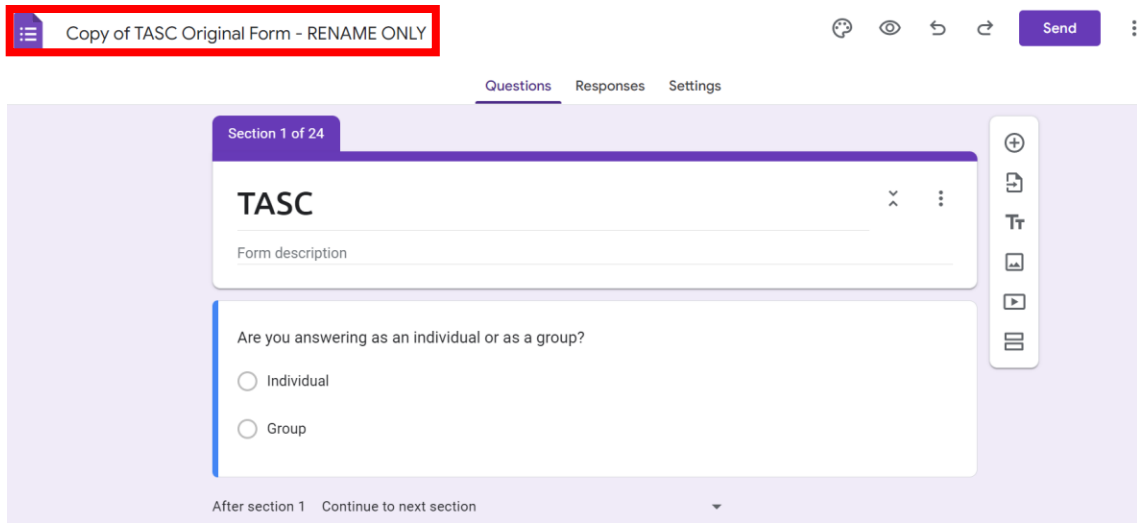 Copy of TASC Original Form - RENAME ONLY
Send
Questions Responses Settings
Section 1 of 24
TASC
Form description
Tт
Are you answering as an individual or as a group?
Individual
Group
After section 1 Continue to next section